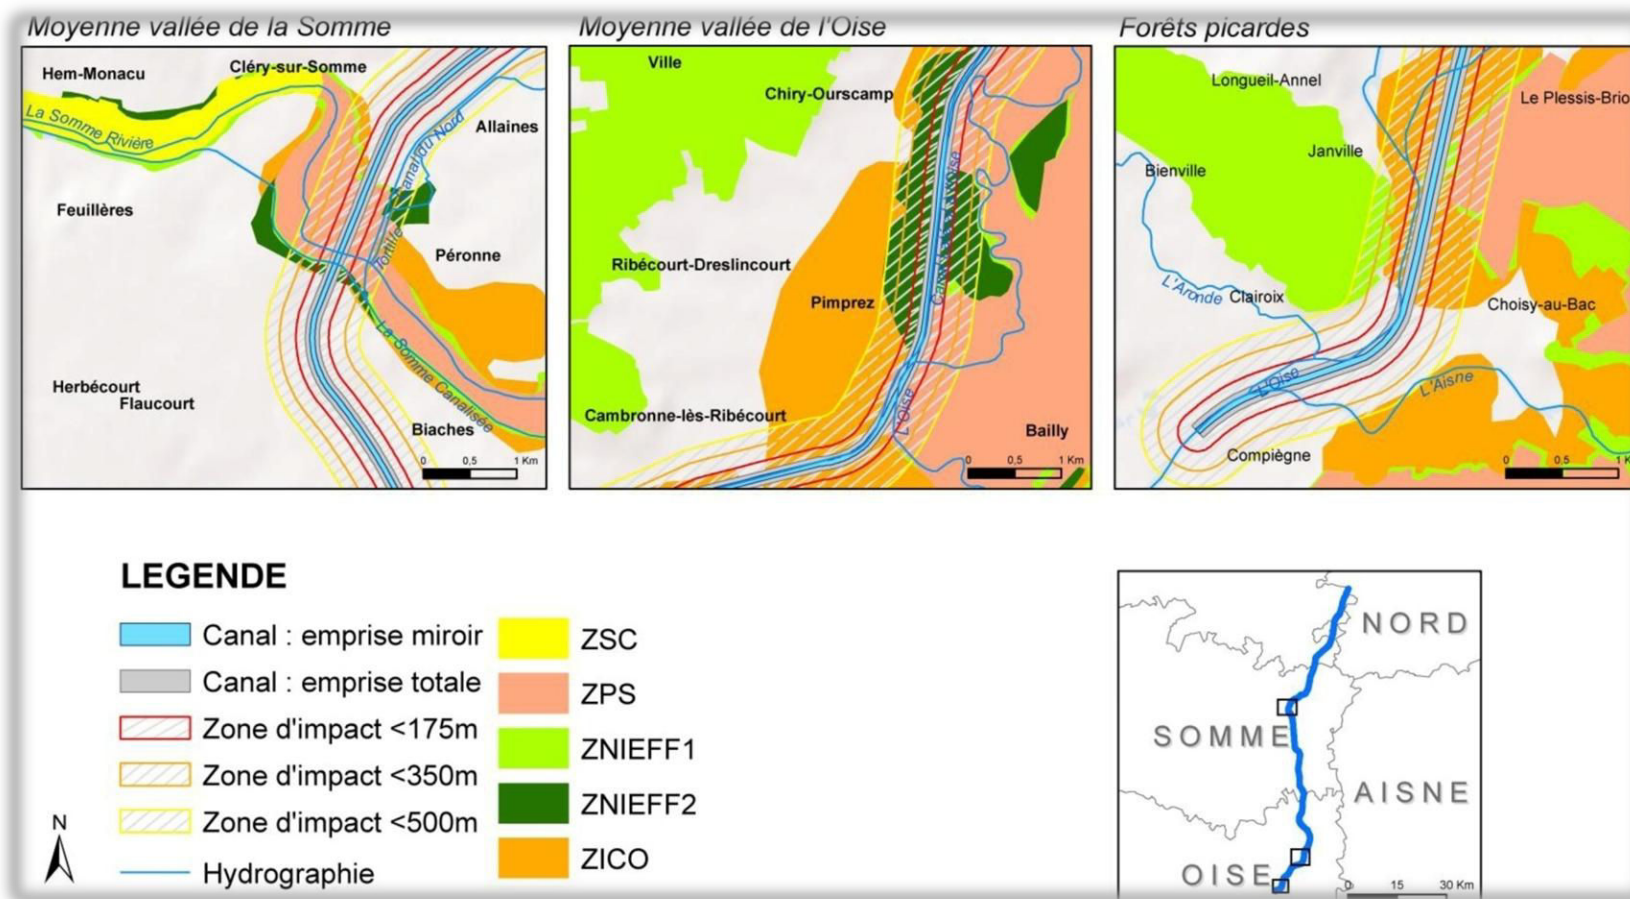 Moyenne vallée de la Somme
Hem-Monacu
Cléry-sur-Somme
La Somme Rivière
Allaines
Canal du Nord
Feuillères
Tortille
Péronne
La Somme Canalisée
Herbécourt
Flaucourt
Biaches
0 0,5 1 Km
Moyenne vallée de l'Oise
Ville
Chiry-Ourscamp
Ribécourt-Dreslincourt
Pimprez
Cambronne-lès-Ribécourt
L'Oise
Bailly
0 0,5 1 Km
Forêts picardes
Longueil-Annel
Le Plessis-Brio
Janville
Bienville
L'Aronde
Clairoix
Choisy-au-Bac
L'Oise
L'Aisne
Compiègne
0 0,5 1 K
LEGENDE
Canal : emprise miroir
Canal : emprise totale
Zone d'impact <175m
Zone d'impact <350m
Zone d'impact <500m
Hydrographie
ZSC
ZPS
ZNIEFF1
ZNIEFF2
ZICO
N
NORD
SOMME
AISNE
OISE
0 15 30 Km